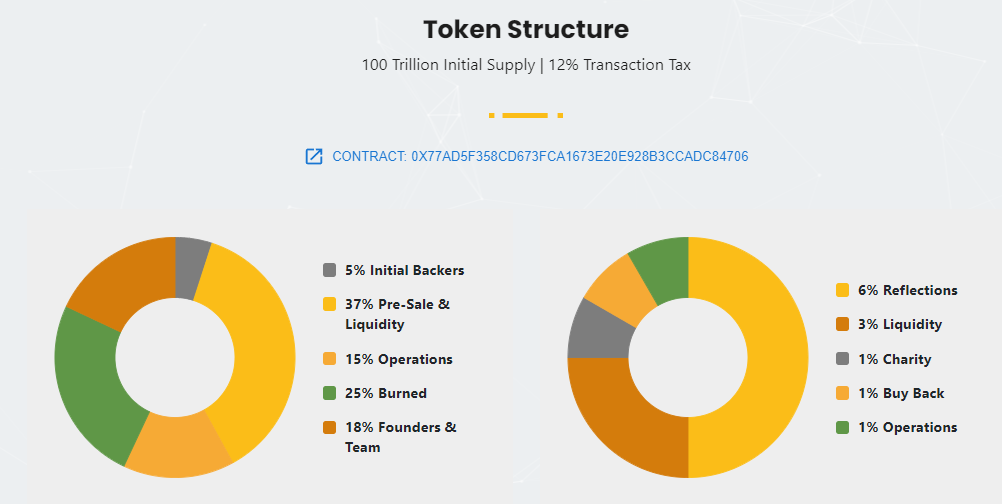 Token Structure
100 Trillion Initial Supply | 12% Transaction Tax
CONTRACT: 0X77AD5F358CD673FCA1673E20E928B3CCADC84706
5% Initial Backers
37% Pre-Sale &
Liquidity
15% Operations
25% Burned
18% Founders &
Team
6% Reflections
3% Liquidity
1% Charity
1% Buy Back
1% Operations